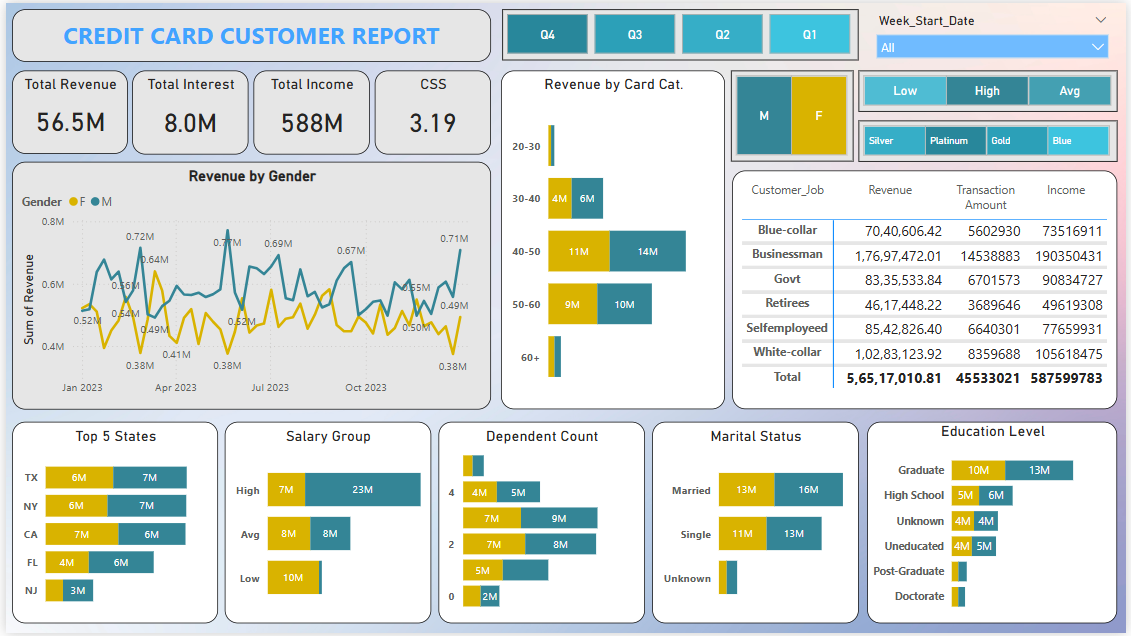 CREDIT CARD CUSTOMER REPORT
Q4 Q3 Q2 Q1
Week_Start_Date
All
Total Revenue
56.5M
Total Interest
8.0M
Total Income
588M
CSS
3.19
Revenue by Card Cat.
20-30
30-40 4M 6M
40-50 11M 14M
50-60 9M 10M
60+
M F
Low High Avg
Silver Platinum Gold Blue
Revenue by Gender
Gender F M
Sum of Revenue
0.8M
0.6M
0.4M
0.52M
0.72M
0.56M
0.54M
0.38M
0.64M
0.49M
0.41M
0.77M
0.38M
0.52M
0.69M
0.67M
0.55M
0.50M
0.71M
0.49M
0.38M
Jan 2023 Apr 2023 Jul 2023 Oct 2023
Customer_Job Revenue Transaction Amount Income
Blue-collar 70,40,606.42 5602930 73516911
Businessman 1,76,97,472.01 14538883 190350431
Govt 83,35,533.84 6701573 90834727
Retirees 46,17,448.22 3689646 49619308
Selfemployeed 85,42,826.40 6640301 77659931
White-collar 1,02,83,123.92 8359688 105618475
Total 5,65,17,010.81 45533021 587599783
Top 5 States
TX 6M 7M
NY 6M 7M
CA 7M 6M
FL 4M 6M
NJ 3M
Salary Group
High 7M 23M
Avg 8M 8M
Low 10M
Dependent Count
4 4M 5M
7M 9M
2 7M 8M
5M
0 2M
Marital Status
Married 13M 16M
Single 11M 13M
Unknown
Education Level
Graduate 10M 13M
High School 5M 6M
Unknown 4M 4M
Uneducated 4M 5M
Post-Graduate
Doctorate